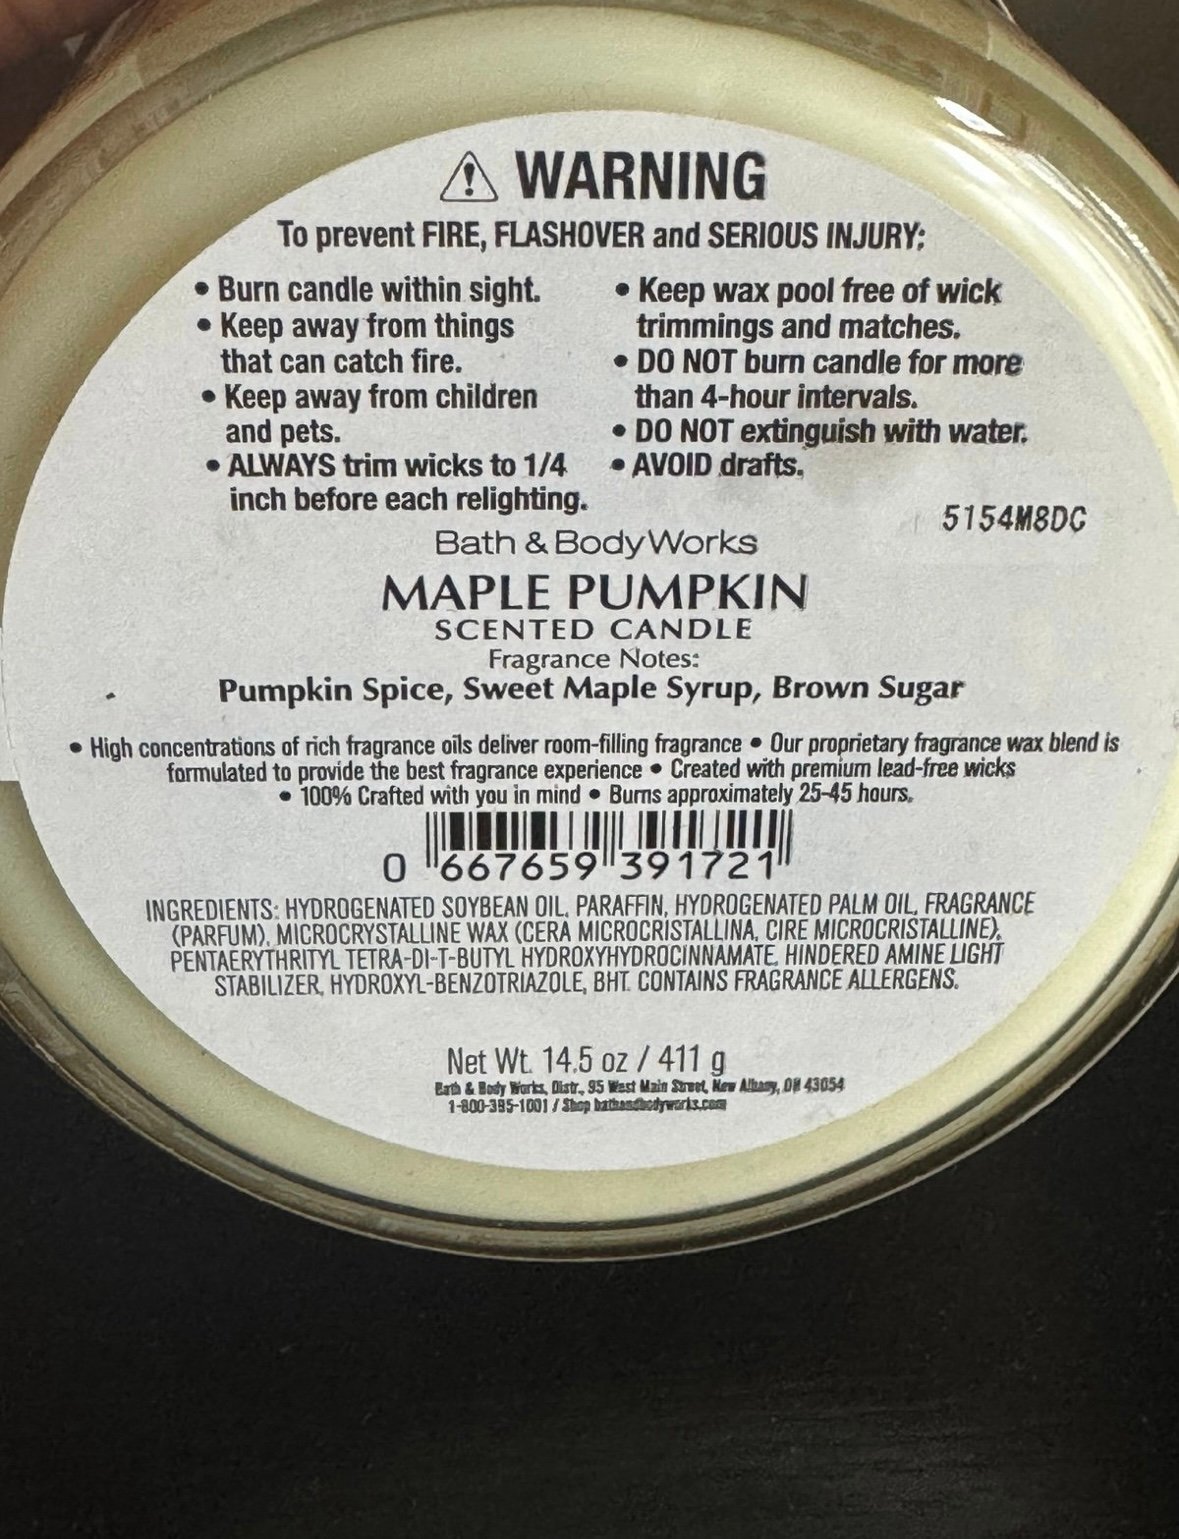 ⚠ WARNING
To prevent FIRE, FLASHOVER and SERIOUS INJURY:
• Burn candle within sight.
• Keep away from things
that can catch fire.
• Keep away from children
and pets.
• ALWAYS trim wicks to 1/4
inch before each relighting.
• Keep wax pool free of wick
trimmings and matches.
• DO NOT burn candle for more
than 4-hour intervals.
• DO NOT extinguish with water.
• AVOID drafts.
5154M8DC
Bath & Body Works
MAPLE PUMPKIN
SCENTED CANDLE
Fragrance Notes:
Pumpkin Spice, Sweet Maple Syrup, Brown Sugar
• High concentrations of rich fragrance oils deliver room-filling fragrance • Our proprietary fragrance wax blend is
formulated to provide the best fragrance experience • Created with premium lead-free wicks
• 100% Crafted with you in mind • Burns approximately 25-45 hours.
0 667659 391721
INGREDIENTS: HYDROGENATED SOYBEAN OIL, PARAFFIN, HYDROGENATED PALM OIL, FRAGRANCE
(PARFUM), MICROCRYSTALLINE WAX (CERA MICROCRISTALLINA, CIRE MICROCRISTALLINE),
PENTAERYTHRITYL TETRA-DI-T-BUTYL HYDROXYHYDROCINNAMATE, HINDERED AMINE LIGHT
STABILIZER, HYDROXYL-BENZOTRIAZOLE, BHT. CONTAINS FRAGRANCE ALLERGENS.
Net Wt. 14.5 oz / 411 g
Bath & Body Works, Distr., 95 West Main Street, New Albany, OH 43054
1-800-395-1001 / Shop bathandbodyworks.com